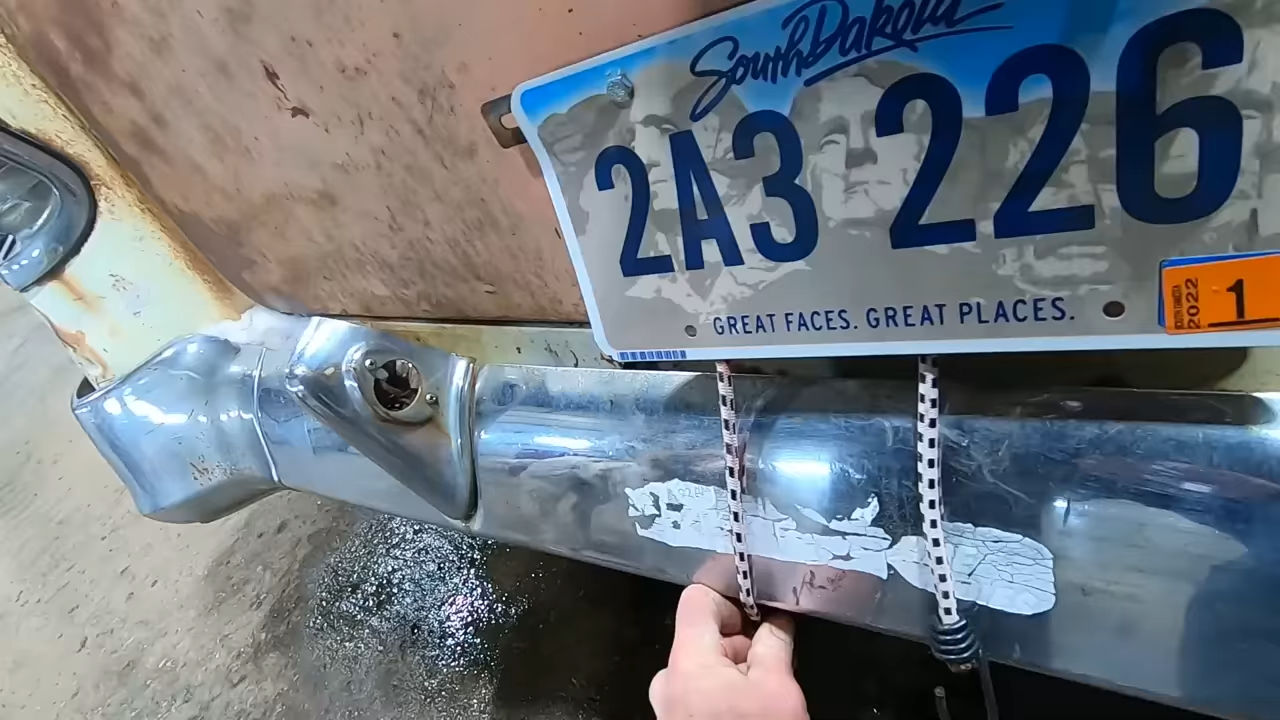 South Dakota
2A3 226
GREAT FACES. GREAT PLACES.
2022
1